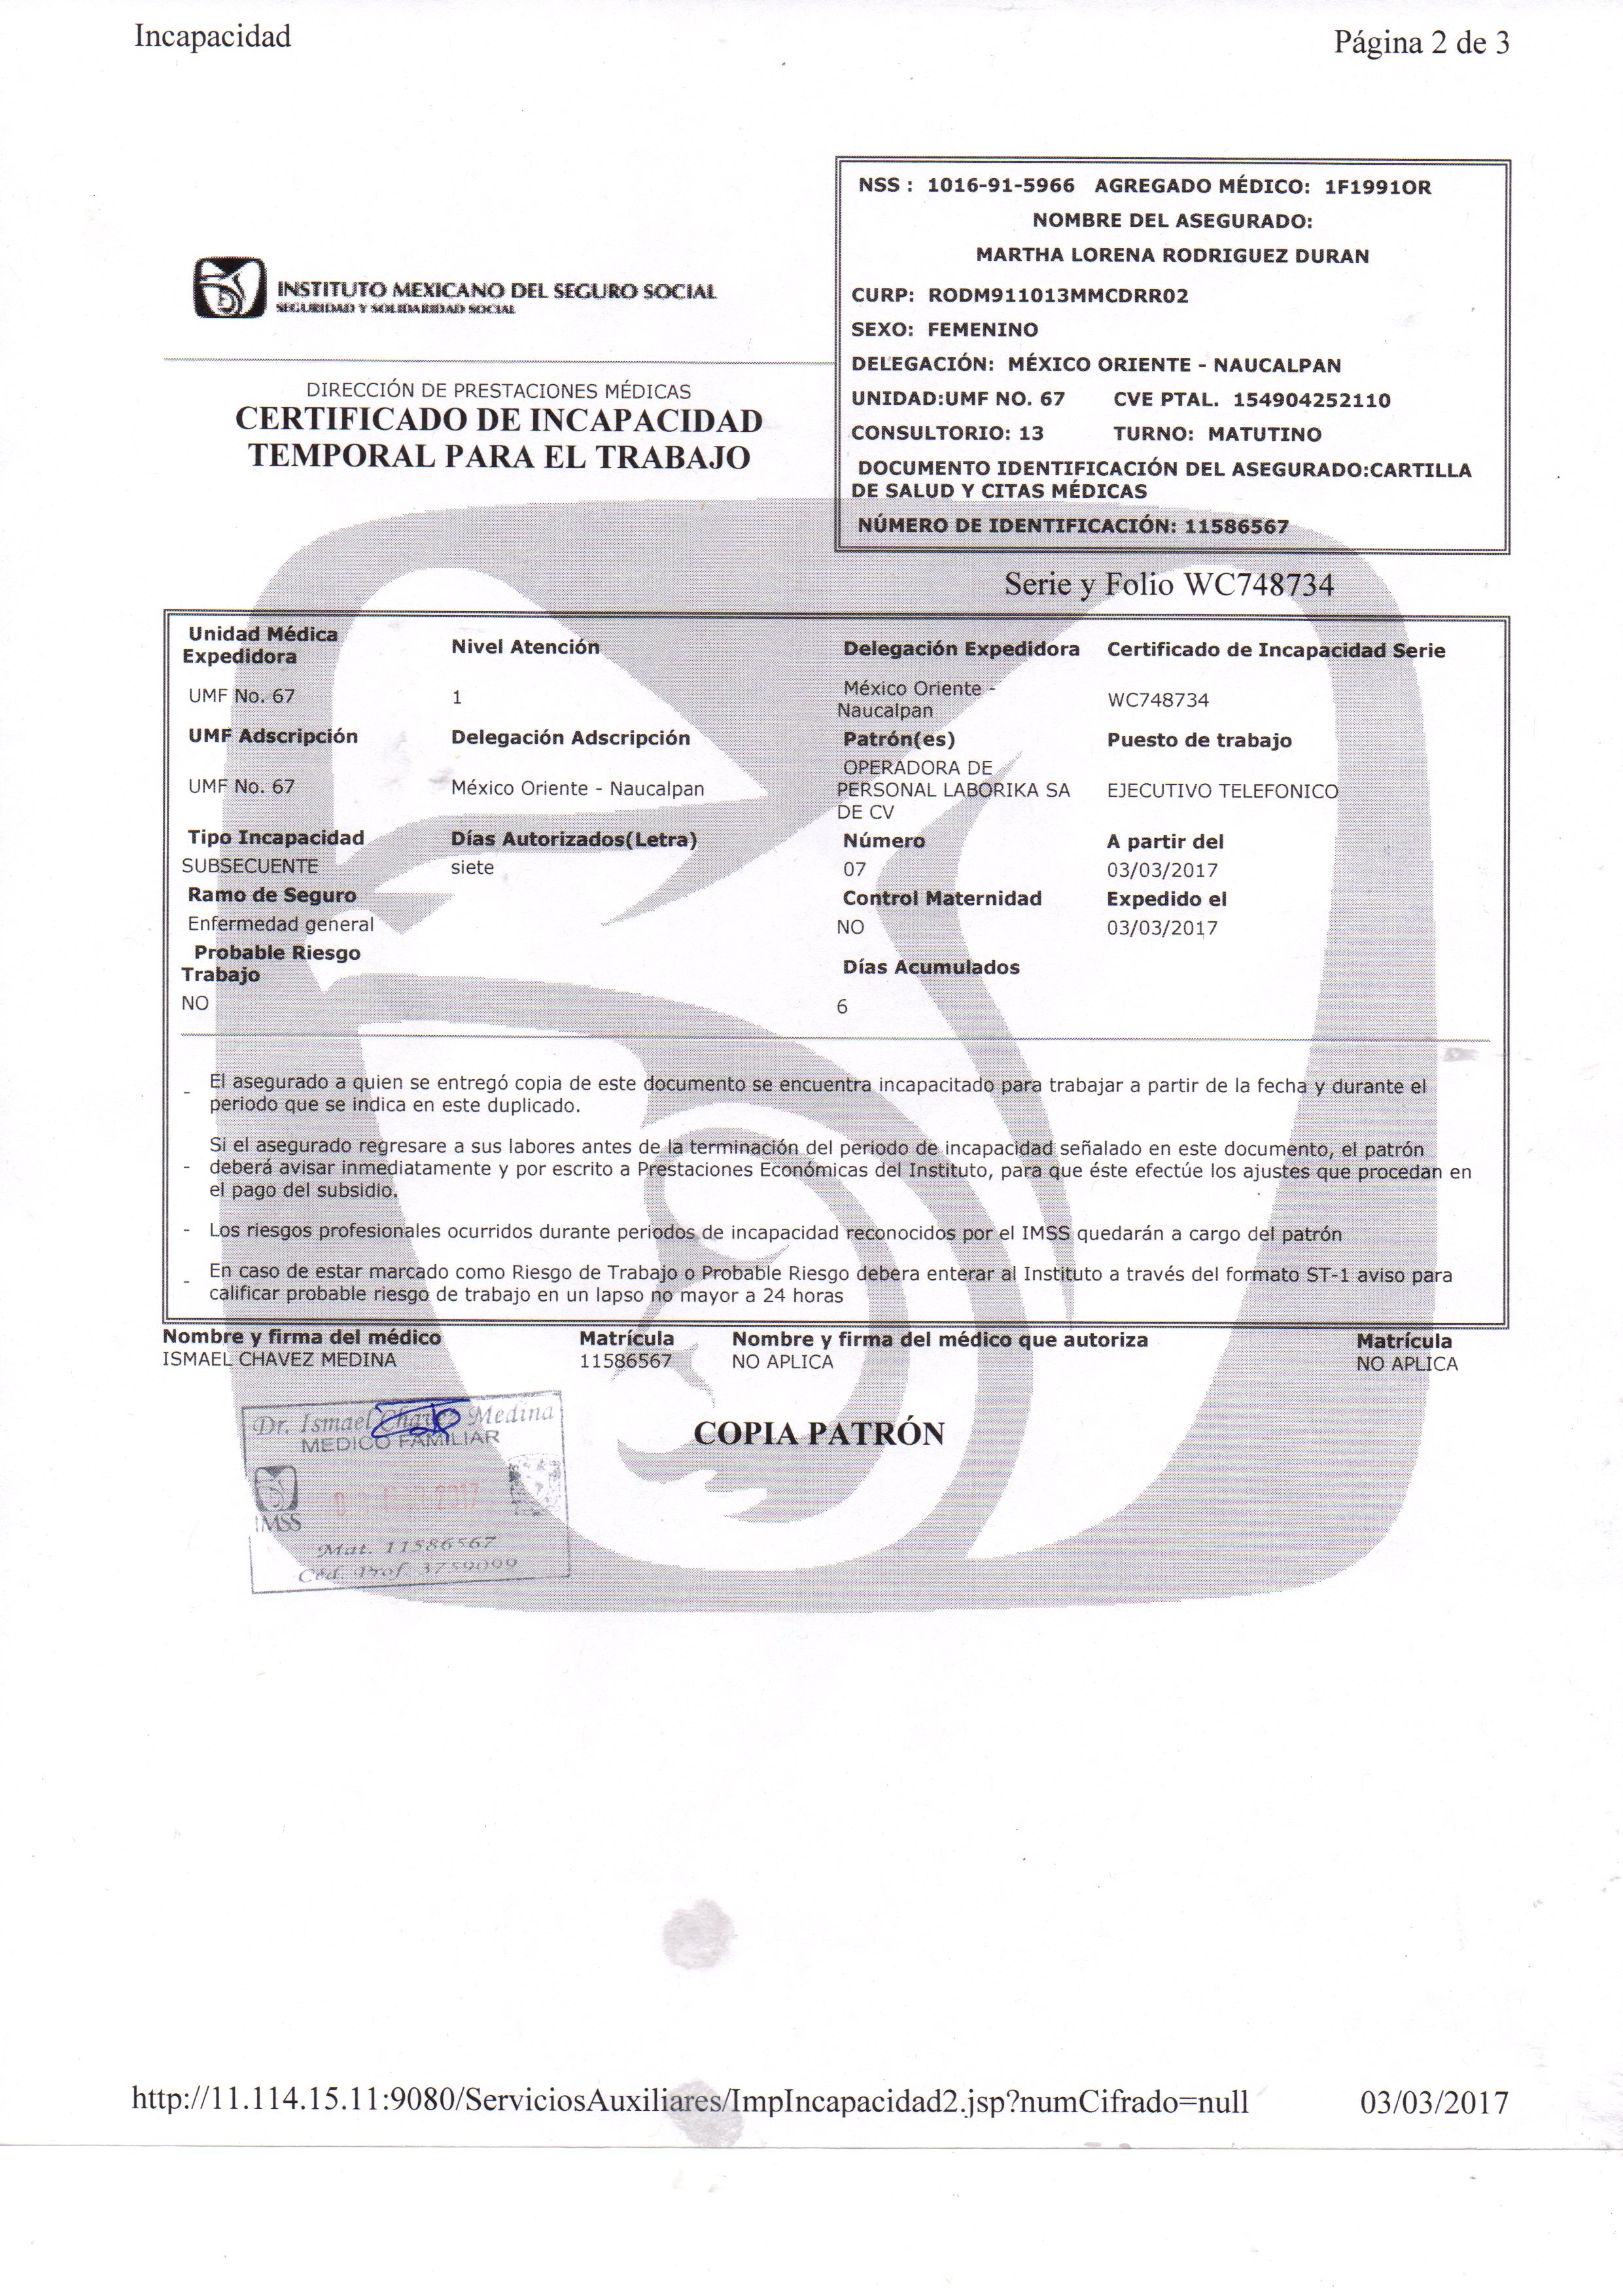 Incapacidad
Página 2 de 3
NSS : 1016-91-5966 AGREGADO MÉDICO: 1F1991OR
NOMBRE DEL ASEGURADO:
MARTHA LORENA RODRIGUEZ DURAN
CURP: RODM911013MMCDRR02
SEXO: FEMENINO
DELEGACIÓN: MÉXICO ORIENTE - NAUCALPAN
UNIDAD:UMF NO. 67 CVE PTAL. 154904252110
CONSULTORIO: 13 TURNO: MATUTINO
DOCUMENTO IDENTIFICACIÓN DEL ASEGURADO:CARTILLA
DE SALUD Y CITAS MÉDICAS
NÚMERO DE IDENTIFICACIÓN: 11586567
INSTITUTO MEXICANO DEL SEGURO SOCIAL
SEGURIDAD Y SOLIDARIDAD SOCIAL
DIRECCIÓN DE PRESTACIONES MÉDICAS
CERTIFICADO DE INCAPACIDAD
TEMPORAL PARA EL TRABAJO
Serie y Folio WC748734
Unidad Médica
Expedidora
Nivel Atención
Delegación Expedidora
Certificado de Incapacidad Serie
UMF No. 67
1
México Oriente -
Naucalpan
WC748734
UMF Adscripción
Delegación Adscripción
Patrón(es)
Puesto de trabajo
UMF No. 67
México Oriente - Naucalpan
OPERADORA DE
PERSONAL LABORIKA SA
DE CV
EJECUTIVO TELEFONICO
Tipo Incapacidad
Días Autorizados(Letra)
Número
A partir del
SUBSECUENTE
siete
07
03/03/2017
Ramo de Seguro
Control Maternidad
Expedido el
Enfermedad general
NO
03/03/2017
Probable Riesgo
Trabajo
Días Acumulados
NO
6
- El asegurado a quien se entregó copia de este documento se encuentra incapacitado para trabajar a partir de la fecha y durante el
periodo que se indica en este duplicado.
Si el asegurado regresare a sus labores antes de la terminación del periodo de incapacidad señalado en este documento, el patrón
- deberá avisar inmediatamente y por escrito a Prestaciones Económicas del Instituto, para que éste efectúe los ajustes que procedan en
el pago del subsidio.
- Los riesgos profesionales ocurridos durante periodos de incapacidad reconocidos por el IMSS quedarán a cargo del patrón
- En caso de estar marcado como Riesgo de Trabajo o Probable Riesgo debera enterar al Instituto a través del formato ST-1 aviso para
calificar probable riesgo de trabajo en un lapso no mayor a 24 horas
Nombre y firma del médico
Matrícula
Nombre y firma del médico que autoriza
Matrícula
ISMAEL CHAVEZ MEDINA
11586567
NO APLICA
NO APLICA
Dr. Ismael Chavez Medina
MEDICO FAMILIAR
IMSS
2017
Mat. 11586567
Céd. Prof. 3759099
COPIA PATRÓN
http://11.114.15.11:9080/ServiciosAuxiliares/ImpIncapacidad2.jsp?numCifrado=null
03/03/2017